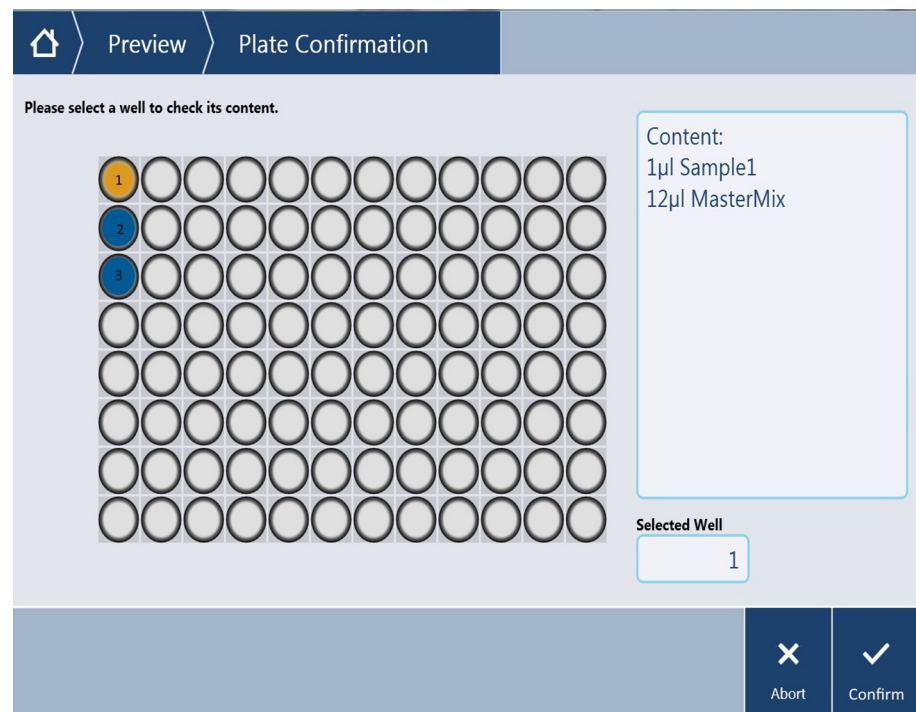 Preview
Plate Confirmation
Please select a well to check its content.
1
2
3
Content:
1µl Sample1
12µl MasterMix
Selected Well
1
Abort
Confirm